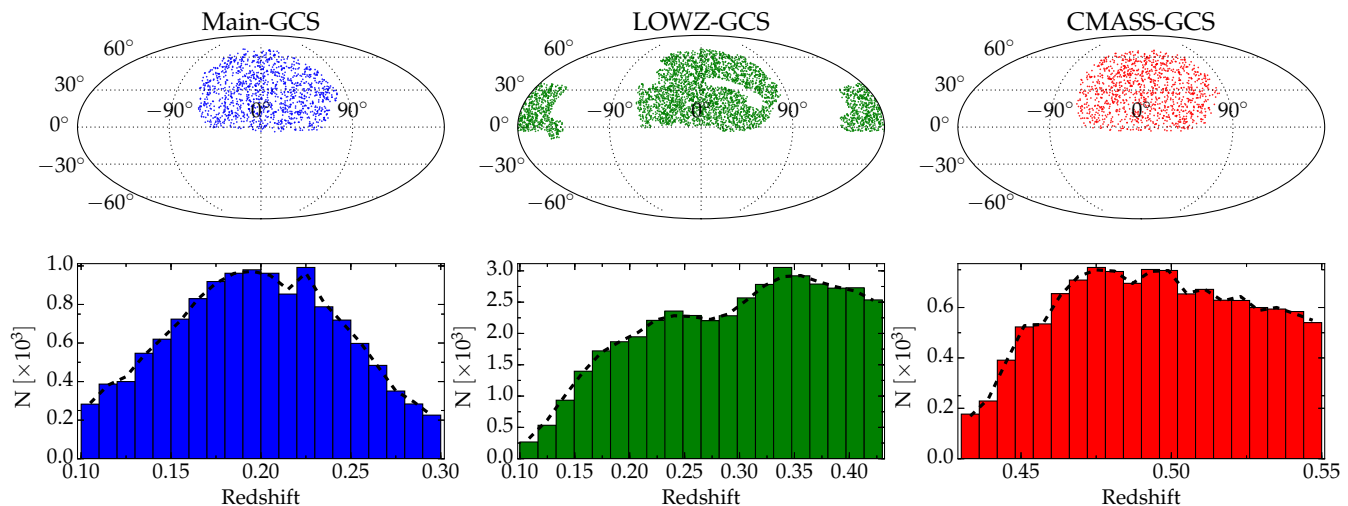 Main-GCS LOWZ-GCS CMASS-GCS
60° 60° 60°
30° 30° 30°
−90° 0° 90° −90° 0° 90° −90° 0° 90°
0° 0° 0°
−30° −30° −30°
−60° −60° −60°
N [×10³]
1.0
0.8
0.6
0.4
0.2
0.0
0.10 0.15 0.20 0.25 0.30
Redshift
N [×10³]
3.0
2.5
2.0
1.5
1.0
0.5
0.0
0.10 0.15 0.20 0.25 0.30 0.35 0.40
Redshift
N [×10³]
0.6
0.4
0.2
0.0
0.45 0.50 0.55
Redshift